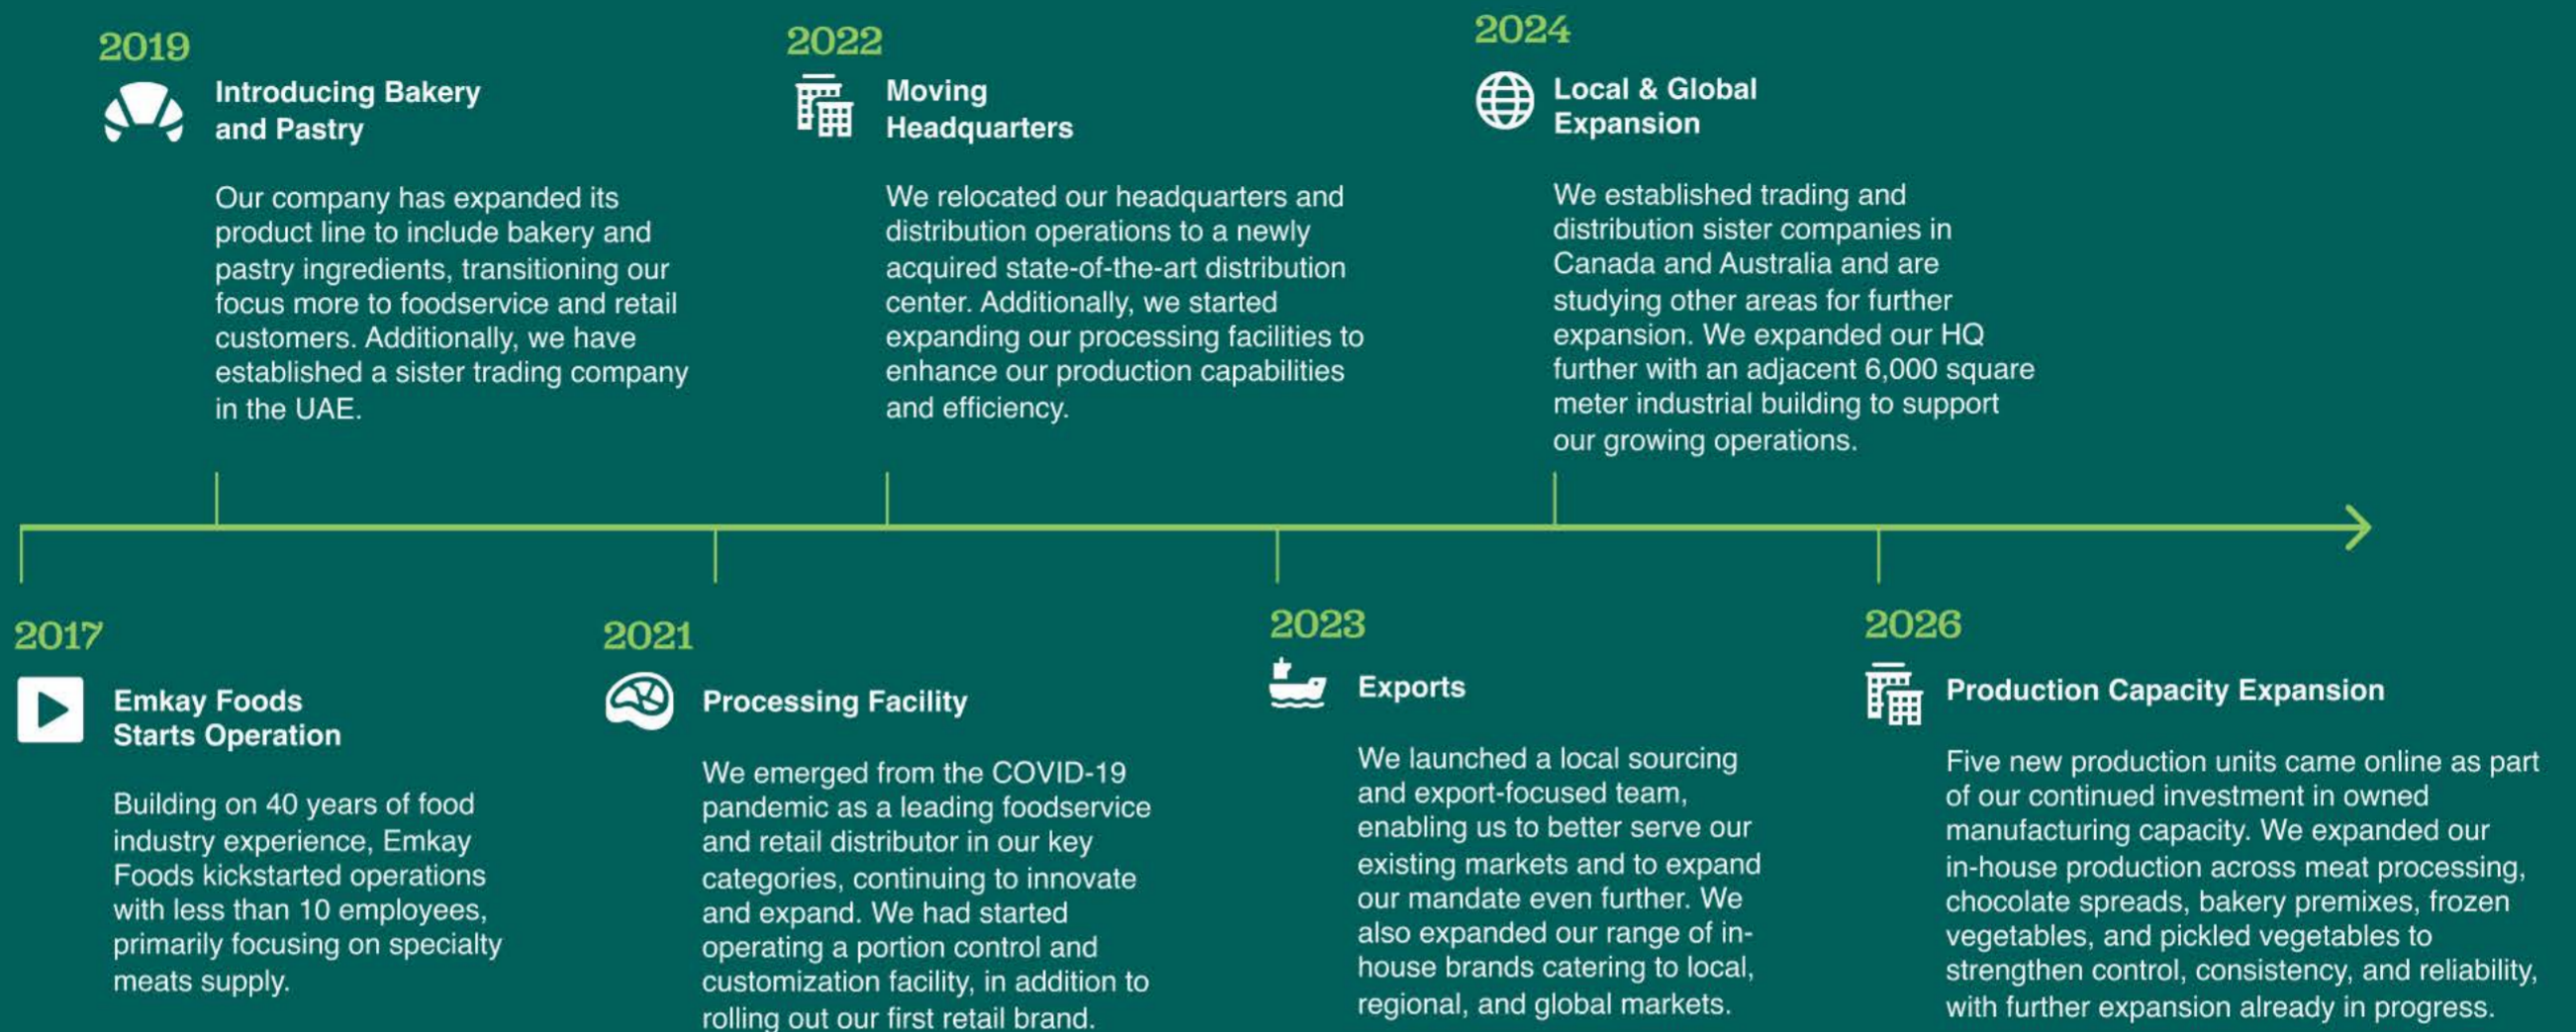 2019
Introducing Bakery
and Pastry
Our company has expanded its
product line to include bakery and
pastry ingredients, transitioning our
focus more to foodservice and retail
customers. Additionally, we have
established a sister trading company
in the UAE.
2022
Moving
Headquarters
We relocated our headquarters and
distribution operations to a newly
acquired state-of-the-art distribution
center. Additionally, we started
expanding our processing facilities to
enhance our production capabilities
and efficiency.
2024
Local & Global
Expansion
We established trading and
distribution sister companies in
Canada and Australia and are
studying other areas for further
expansion. We expanded our HQ
further with an adjacent 6,000 square
meter industrial building to support
our growing operations.
2017
Emkay Foods
Starts Operation
Building on 40 years of food
industry experience, Emkay
Foods kickstarted operations
with less than 10 employees,
primarily focusing on specialty
meats supply.
2021
Processing Facility
We emerged from the COVID-19
pandemic as a leading foodservice
and retail distributor in our key
categories, continuing to innovate
and expand. We had started
operating a portion control and
customization facility, in addition to
rolling out our first retail brand.
2023
Exports
We launched a local sourcing
and export-focused team,
enabling us to better serve our
existing markets and to expand
our mandate even further. We
also expanded our range of in-
house brands catering to local,
regional, and global markets.
2026
Production Capacity Expansion
Five new production units came online as part
of our continued investment in owned
manufacturing capacity. We expanded our
in-house production across meat processing,
chocolate spreads, bakery premixes, frozen
vegetables, and pickled vegetables to
strengthen control, consistency, and reliability,
with further expansion already in progress.